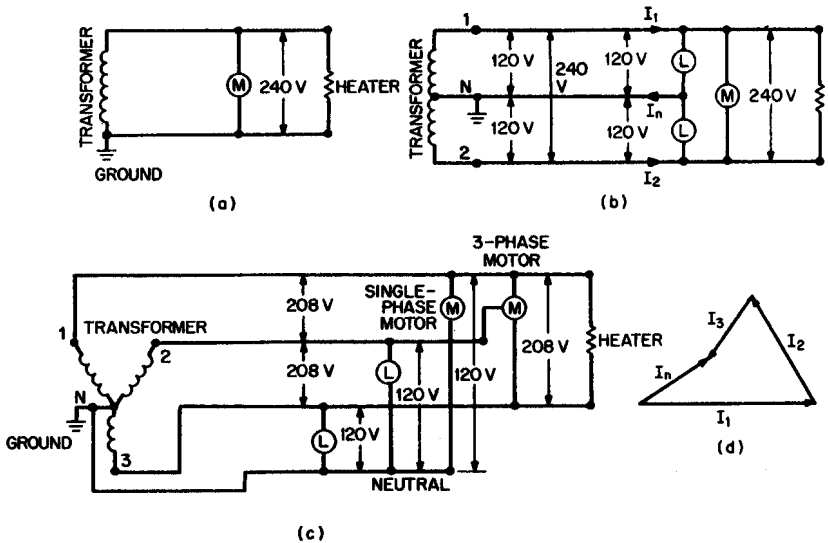 TRANSFORMER
M
240 V
HEATER
GROUND
(a)
1
I1
TRANSFORMER
120 V
240
V
120 V
L
N
In
M
240 V
120 V
120 V
L
2
I2
(b)
3-PHASE
MOTOR
208 V
SINGLE-
PHASE
MOTOR
M
M
1
TRANSFORMER
2
208 V
L
120 V
120 V
208 V
HEATER
N
GROUND
3
L
120 V
NEUTRAL
(c)
I3
I2
In
I1
(d)